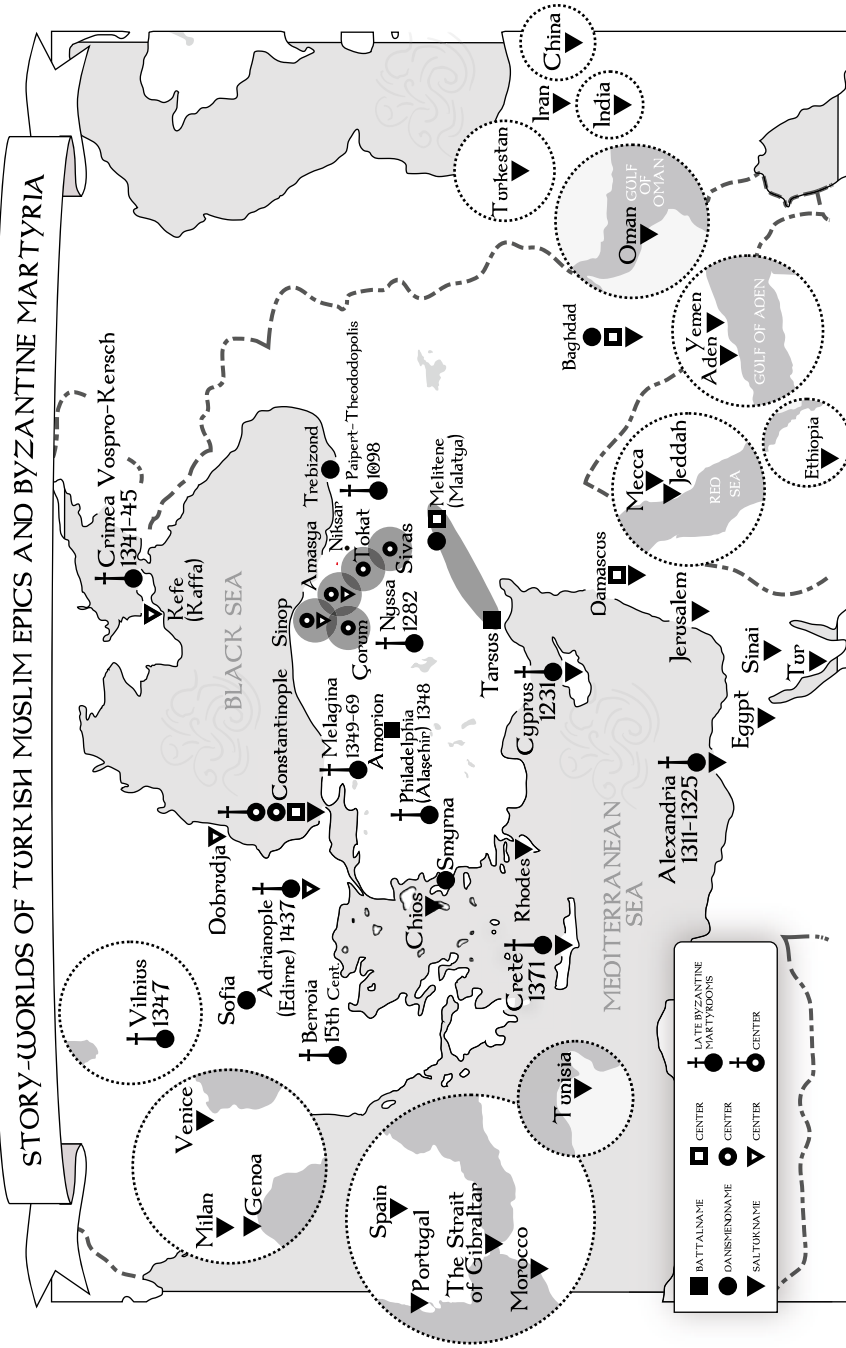 STORY-WORLDS OF TURKISH MUSLIM EPICS AND BYZANTINE MARTYRIA
Vilnius
1347
Venice
Milan
Genoa
Spain
Portugal
The Strait
of Gibraltar
Morocco
Tunisia
Crimea Vospro-Kersch
1341-45
Kefe
(Kaffa)
BLACK SEA
Dobrudja
Sofia
Adrianople
(Edirne) 1437
Berroia
15th Cent.
Constantinople
Sinop
Amasya
Niksar
Tokat
Sivas
Çorum
Nyssa
1282
Trebizond
Paipert-Theododopolis
1098
Melitene
(Malatya)
Melagina
1349-69
Amorion
Philadelphia
(Alaşehir) 1348
Smyrna
Chios
Rhodes
Crete
1371
Tarsus
Cyprus
1231
MEDITERRANEAN
SEA
Alexandria
1311-1325
Egypt
Sinai
Tur
Jerusalem
Damascus
Baghdad
Mecca
Jeddah
RED
SEA
Ethiopia
Aden
Yemen
GULF OF ADEN
Oman
GULF
OF
OMAN
Turkestan
Iran
India
China
BATTALNAME
CENTER
LATE BYZANTINE
MARTYRDOMS
DANISMENDNAME
CENTER
CENTER
SALTUKNAME
CENTER